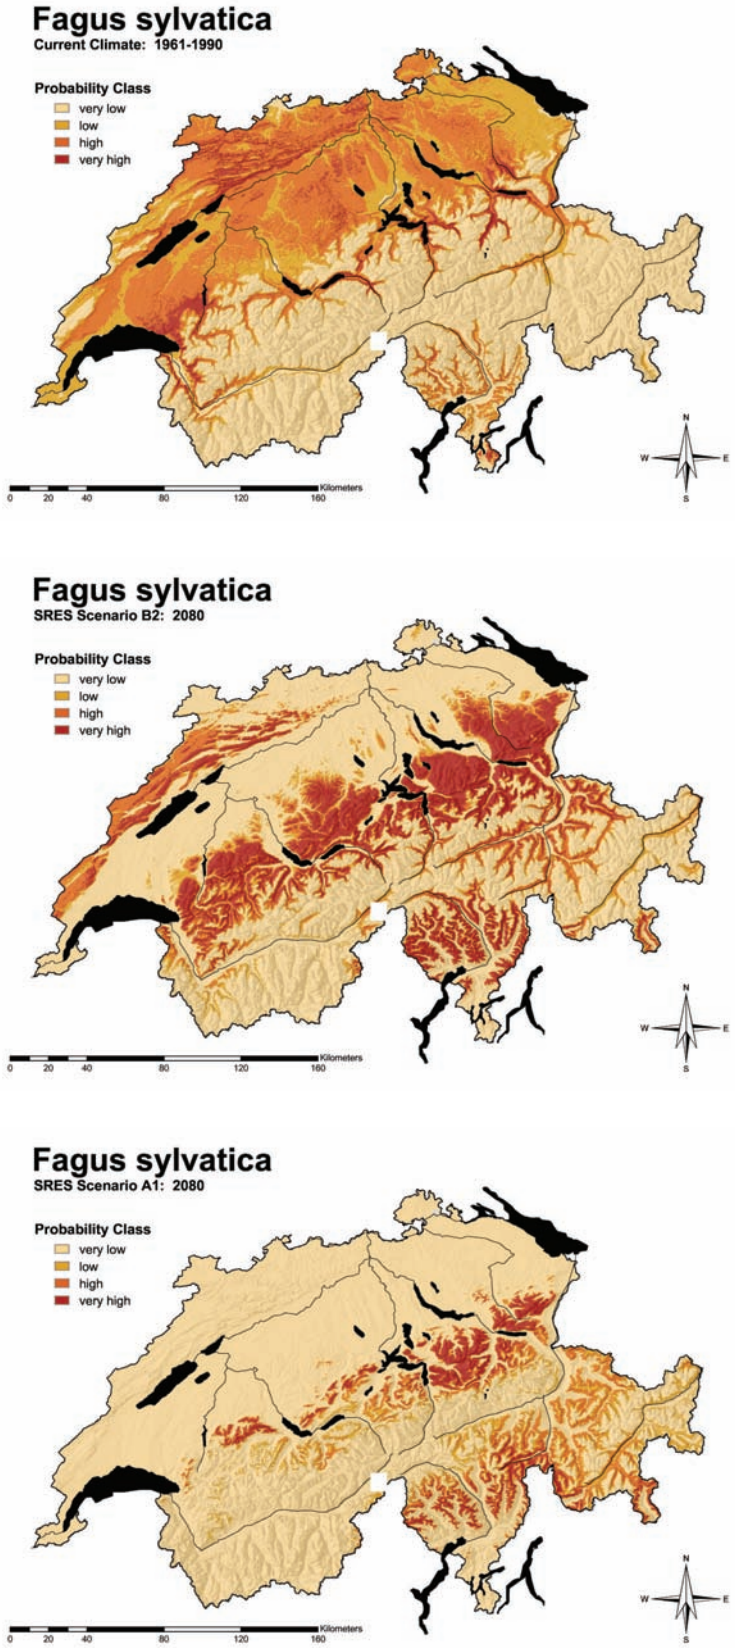 Fagus sylvatica
Current Climate: 1961-1990
Probability Class
very low
low
high
very high
N
W E
S
Kilometers
0 20 40 80 120 160
Fagus sylvatica
SRES Scenario B2: 2080
Probability Class
very low
low
high
very high
N
W E
S
Kilometers
0 20 40 80 120 160
Fagus sylvatica
SRES Scenario A1: 2080
Probability Class
very low
low
high
very high
N
W E
S
Kilometers
0 20 40 80 120 160